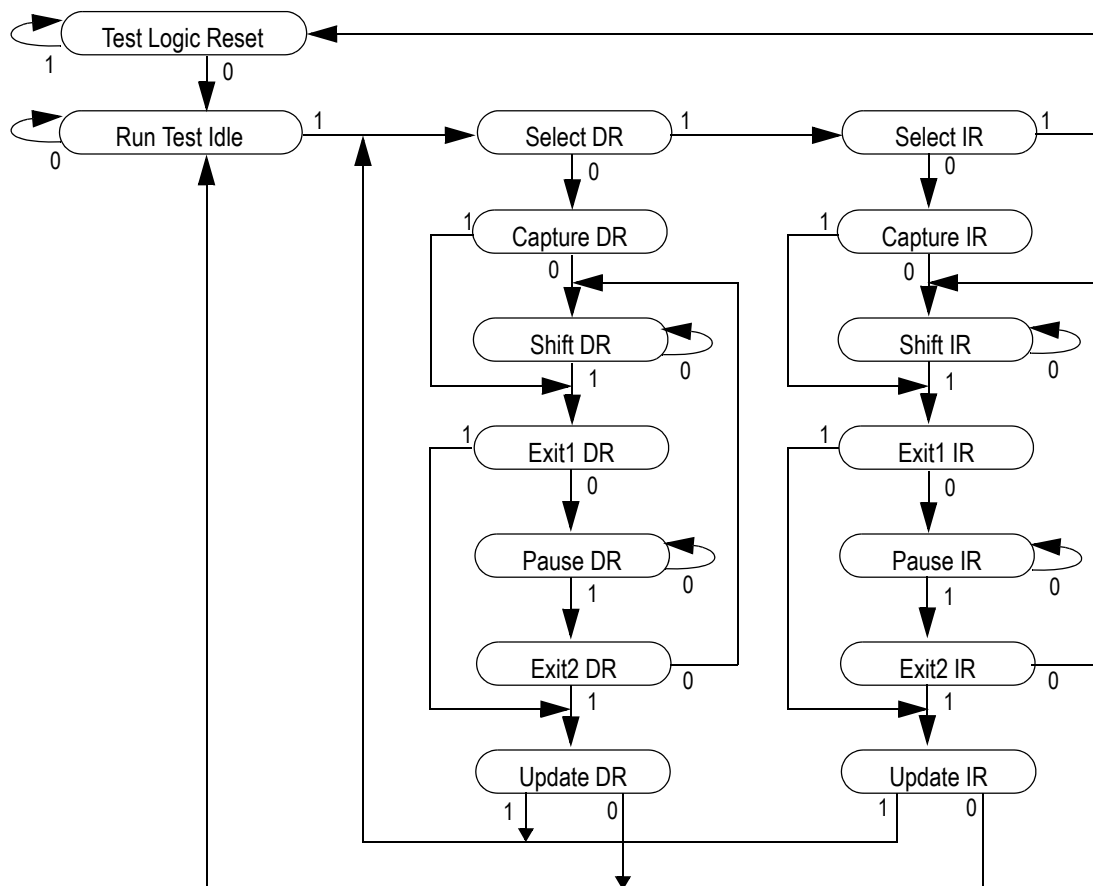 Test Logic Reset
1
0
Run Test Idle
1
0
Select DR
1
0
Select IR
1
0
Capture DR
1
0
Capture IR
1
0
Shift DR
0
1
Shift IR
0
1
Exit1 DR
1
0
Exit1 IR
1
0
Pause DR
0
1
Pause IR
0
1
Exit2 DR
0
1
Exit2 IR
0
1
Update DR
1
0
Update IR
1
0